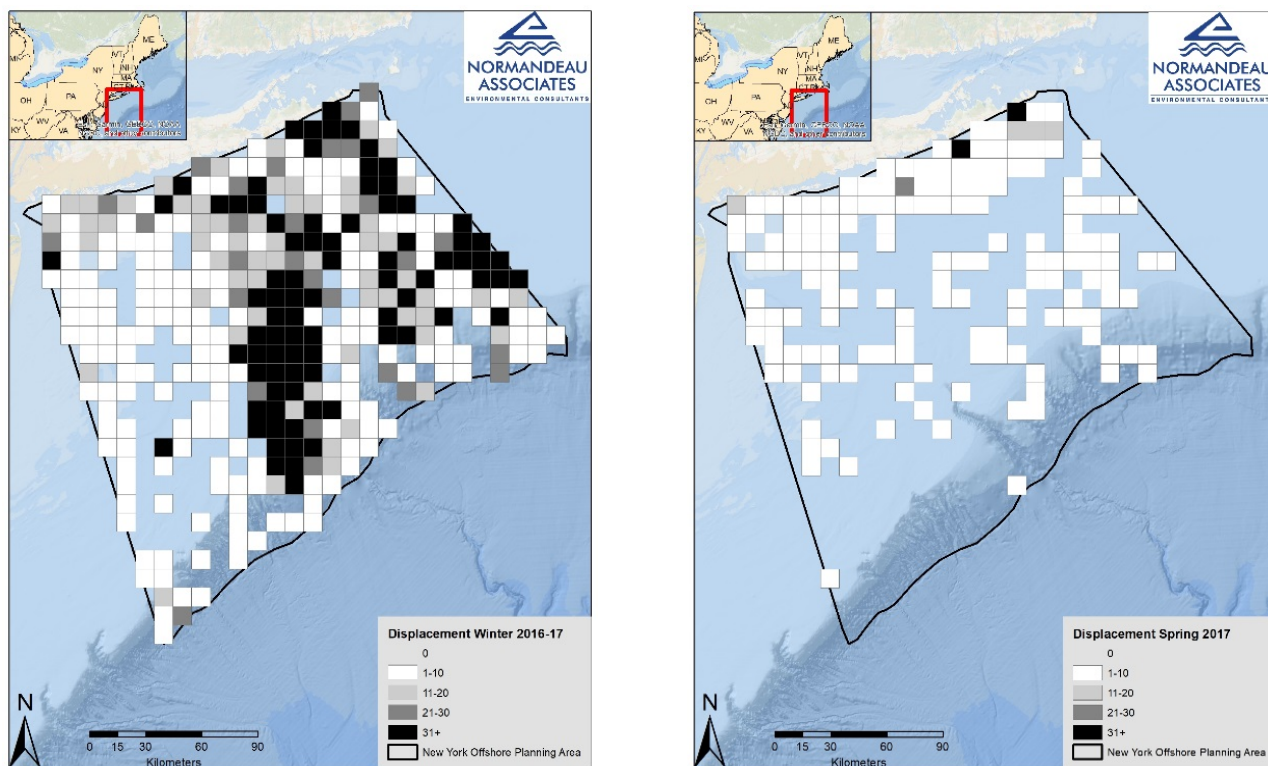 ME
VT
NH
NY
MA
CT
MI
PA
OH
WV
KY
VA
NORMANDEAU
ASSOCIATES
ENVIRONMENTAL CONSULTANTS
Displacement Winter 2016-17
0
1-10
11-20
21-30
31+
New York Offshore Planning Area
N
0 15 30 60 90
Kilometers
ME
VT
NH
NY
MA
CT
MI
PA
OH
WV
KY
VA
NORMANDEAU
ASSOCIATES
ENVIRONMENTAL CONSULTANTS
Displacement Spring 2017
0
1-10
11-20
21-30
31+
New York Offshore Planning Area
N
0 15 30 60 90
Kilometers